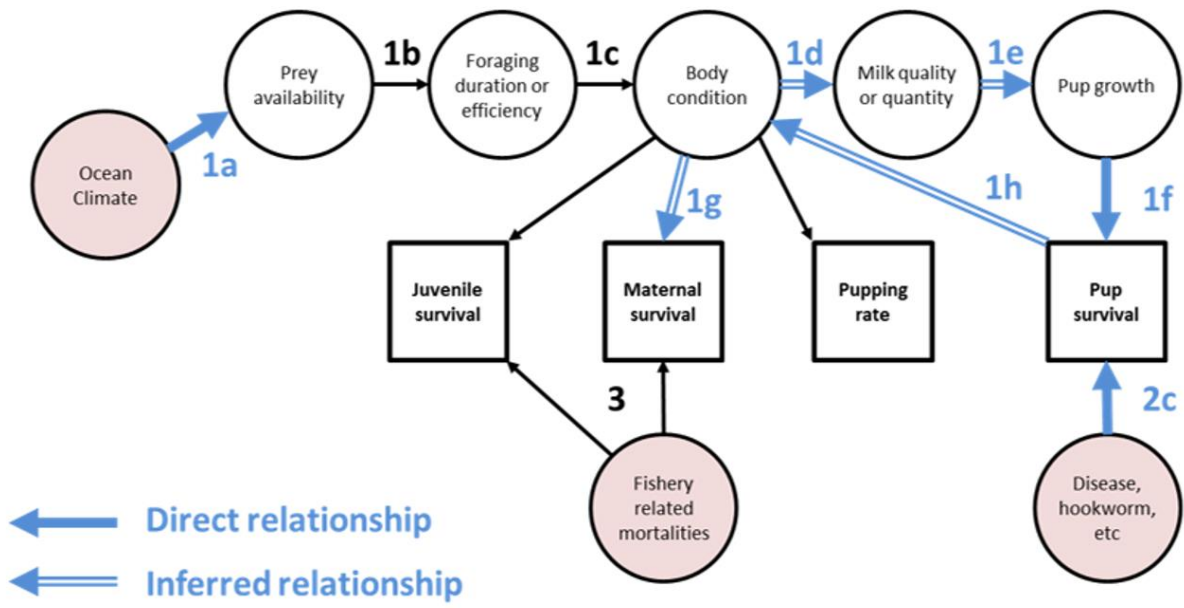 1b
1c
1d
1e
Prey
availability
Foraging
duration or
efficiency
Body
condition
Milk quality
or quantity
Pup growth
Ocean
Climate
1a
1g
1h
1f
Juvenile
survival
Maternal
survival
Pupping
rate
Pup
survival
3
2c
Fishery
related
mortalities
Disease,
hookworm,
etc
Direct relationship
Inferred relationship